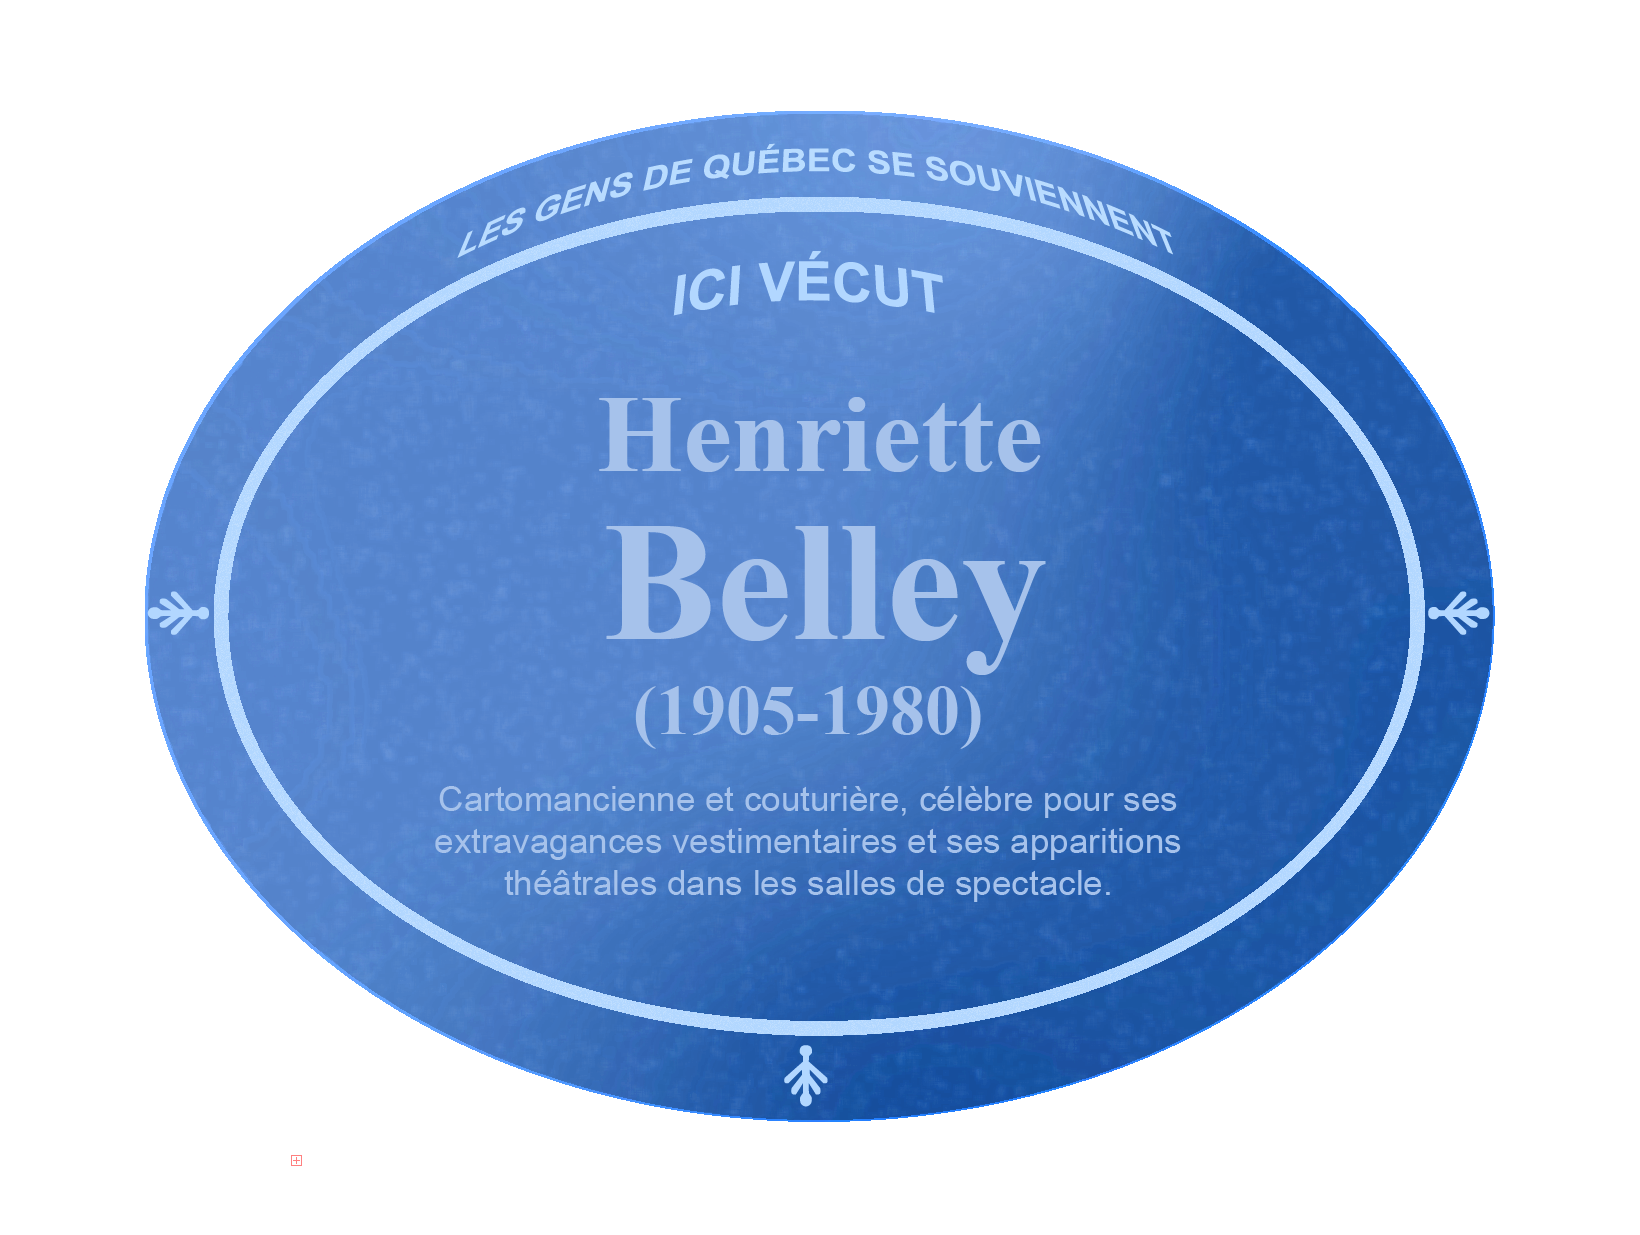 LES GENS DE QUÉBEC SE SOUVIENNENT
ICI VÉCUT
Henriette
Belley
(1905-1980)
Cartomancienne et couturière, célèbre pour ses
extravagances vestimentaires et ses apparitions
théâtrales dans les salles de spectacle.